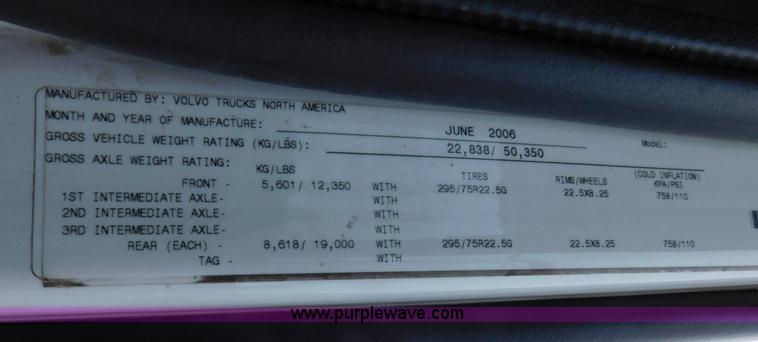 MANUFACTURED BY: VOLVO TRUCKS NORTH AMERICA
MONTH AND YEAR OF MANUFACTURE: JUNE 2006
GROSS VEHICLE WEIGHT RATING (KG/LBS): 22,838/ 50,350 Model:
GROSS AXLE WEIGHT RATING: KG/LBS TIRES RIMS/WHEELS (COLD INFLATION) KPA/PSI
FRONT - 5,601/ 12,350 WITH 295/75R22.5G 22.5X8.25 758/110
1ST INTERMEDIATE AXLE- WITH
2ND INTERMEDIATE AXLE- WITH
3RD INTERMEDIATE AXLE- WITH
REAR (EACH) - 8,618/ 19,000 WITH 295/75R22.5G 22.5X8.25 758/110
TAG - WITH
www.purplewave.com